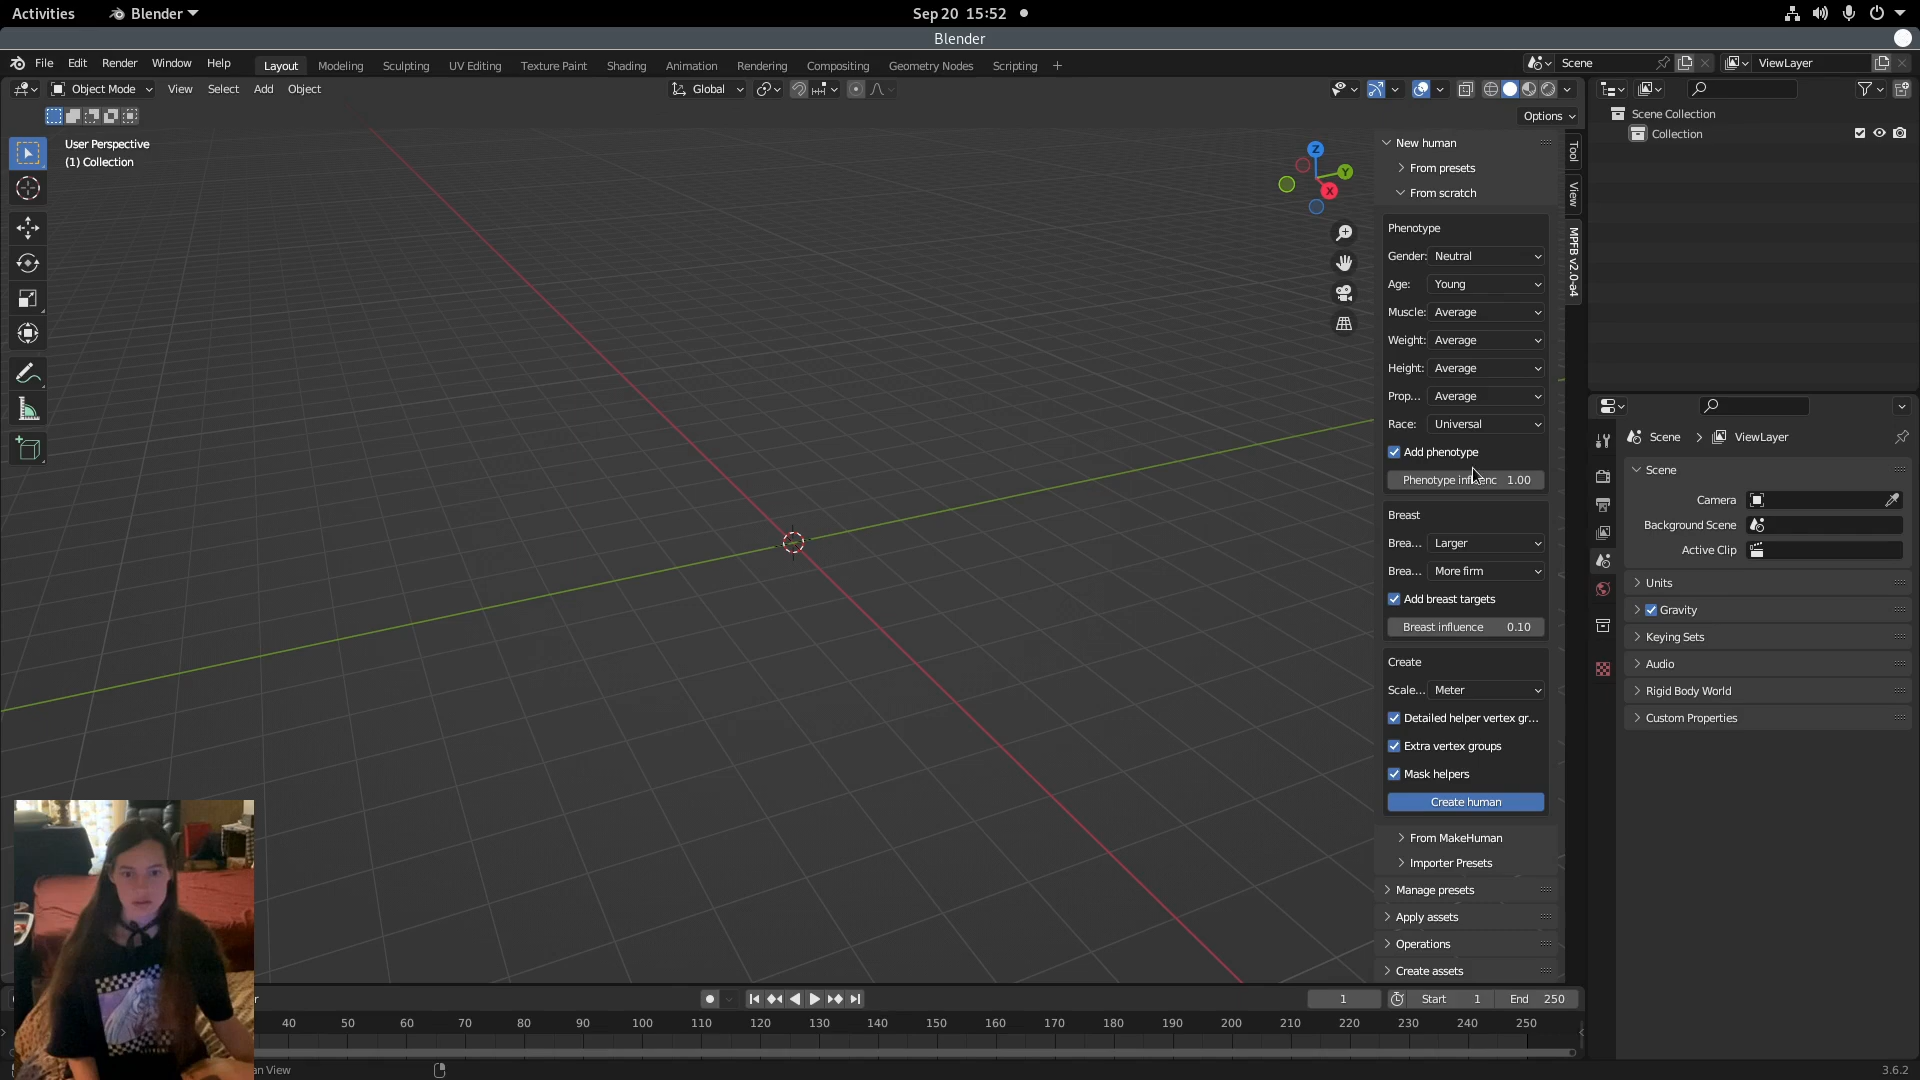 Activities Blender Sep 20 15:52
Blender
File Edit Render Window Help Layout Modeling Sculpting UV Editing Texture Paint Shading Animation Rendering Compositing Geometry Nodes Scripting + Scene ViewLayer
Object Mode View Select Add Object Global
Options
User Perspective
(1) Collection
Z
Y
X
New human
From presets
From scratch
Phenotype
Gender: Neutral
Age: Young
Muscle: Average
Weight: Average
Height: Average
Prop... Average
Race: Universal
Add phenotype
Phenotype influenc 1.00
Breast
Brea... Larger
Brea... More firm
Add breast targets
Breast influence 0.10
Create
Scale... Meter
Detailed helper vertex gr...
Extra vertex groups
Mask helpers
Create human
From MakeHuman
Importer Presets
Manage presets
Apply assets
Operations
Create assets
Tool
View
MPFB v2.0-a4
Scene Collection
Collection
Scene > ViewLayer
Scene
Camera
Background Scene
Active Clip
Units
Gravity
Keying Sets
Audio
Rigid Body World
Custom Properties
r 1 Start 1 End 250
40 50 60 70 80 90 100 110 120 130 140 150 160 170 180 190 200 210 220 230 240 250
an View 3.6.2